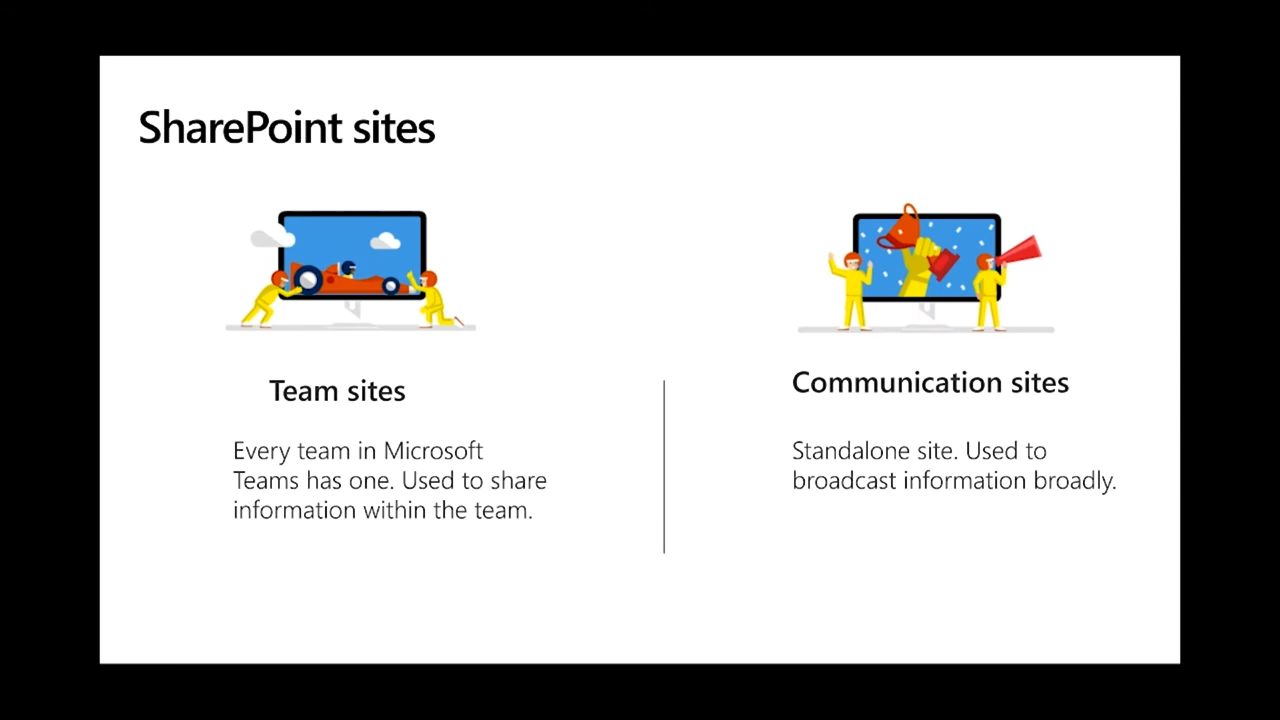 SharePoint sites
Team sites
Every team in Microsoft
Teams has one. Used to share
information within the team.
Communication sites
Standalone site. Used to
broadcast information broadly.